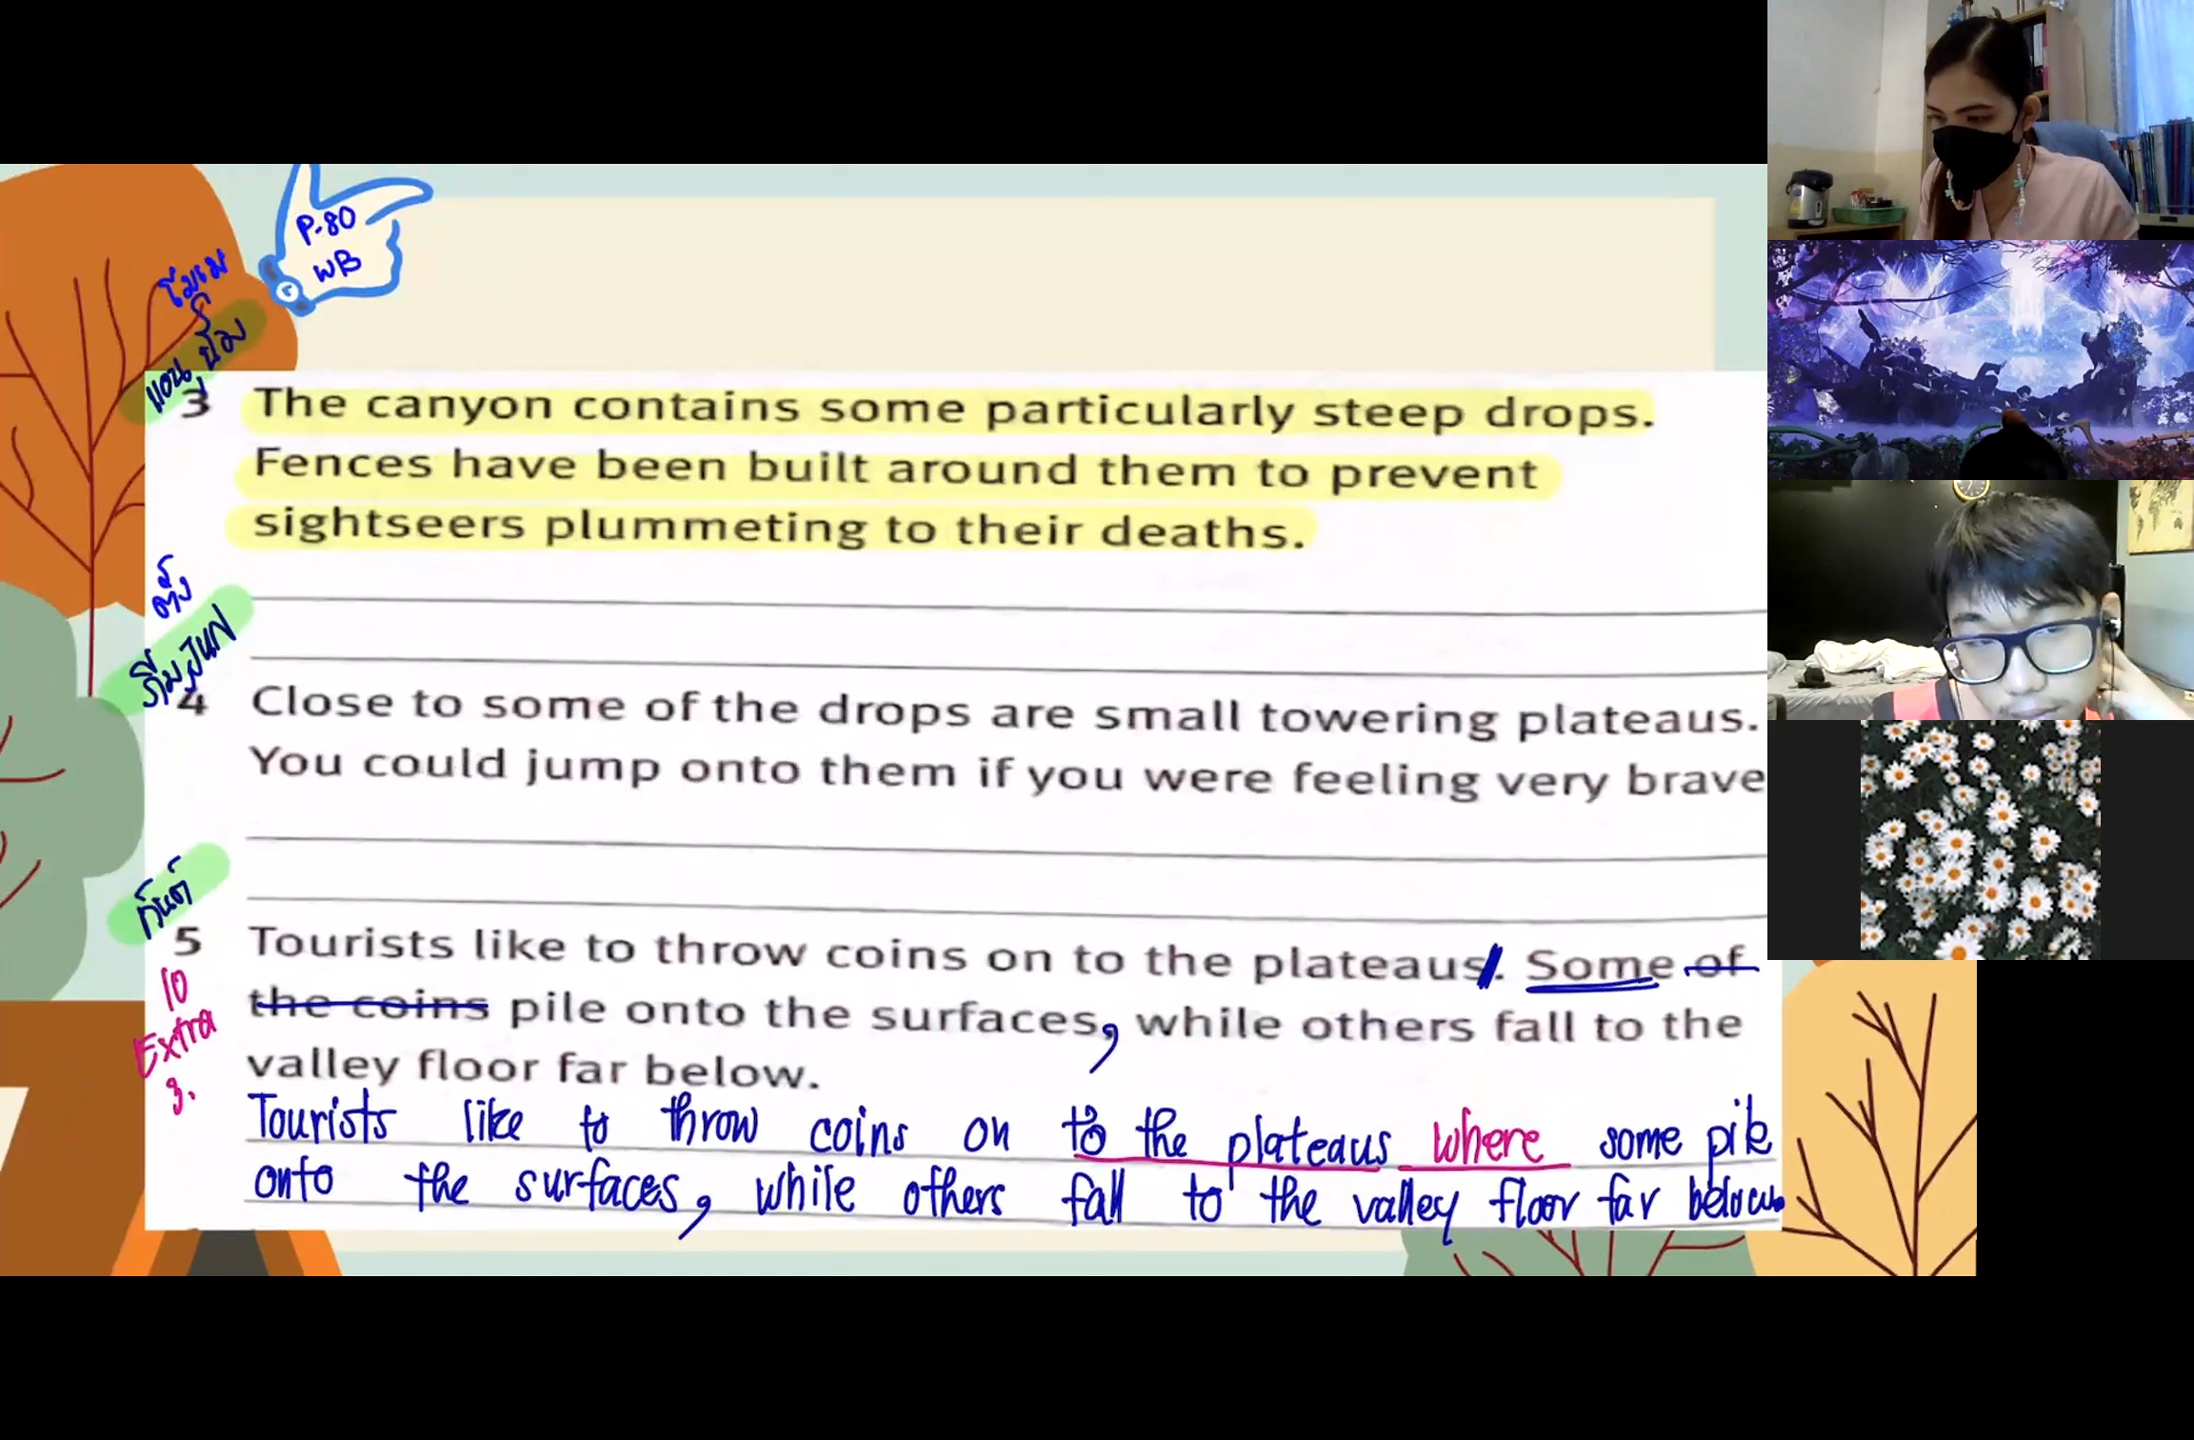 P-80
WB
3 The canyon contains some particularly steep drops.
Fences have been built around them to prevent
sightseers plummeting to their deaths.
4 Close to some of the drops are small towering plateaus.
You could jump onto them if you were feeling very brave
5 Tourists like to throw coins on to the plateaus. Some of
the coins pile onto the surfaces, while others fall to the
valley floor far below.
10
Extra
3.
Tourists like to throw coins on to the plateaus where some pile
onto the surfaces, while others fall to the valley floor far below.